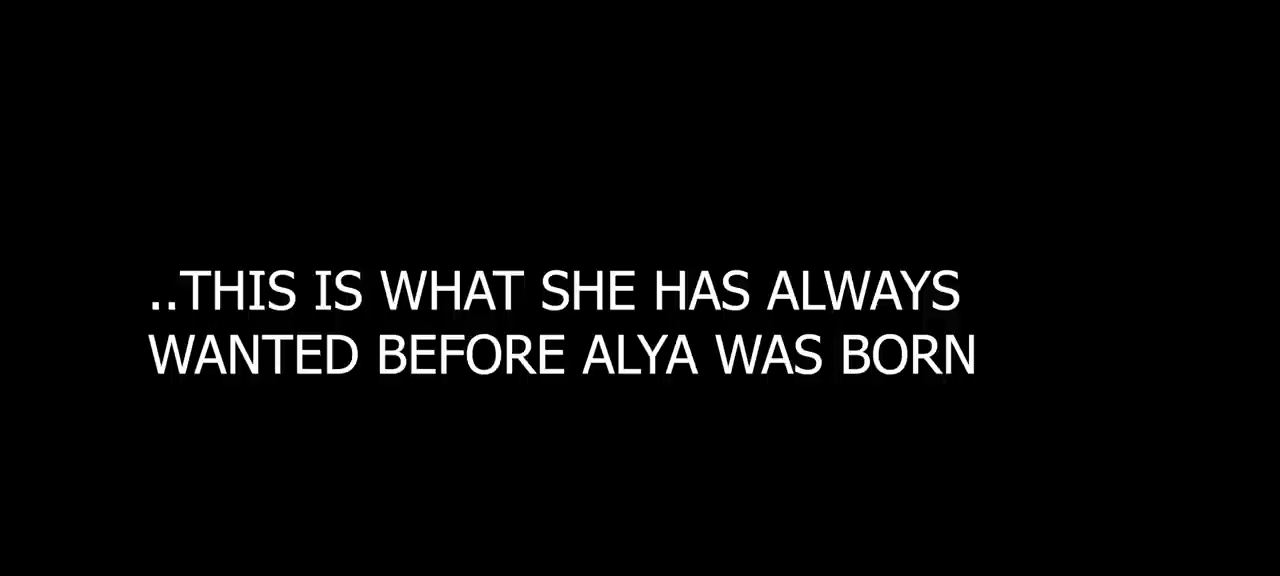 ..THIS IS WHAT SHE HAS ALWAYS
WANTED BEFORE ALYA WAS BORN